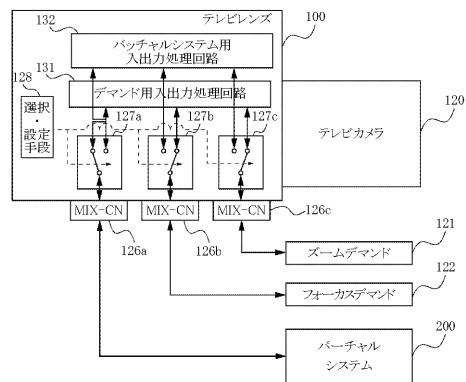 テレビレンズ
132
バッチャルシステム用
入出力処理回路
100
131
デマンド用入出力処理回路
128
選択・設定手段
127a
127b
127c
120
テレビカメラ
MIX-CN
MIX-CN
MIX-CN
126a
126b
126c
121
ズームデマンド
122
フォーカスデマンド
200
バーチャル
システム